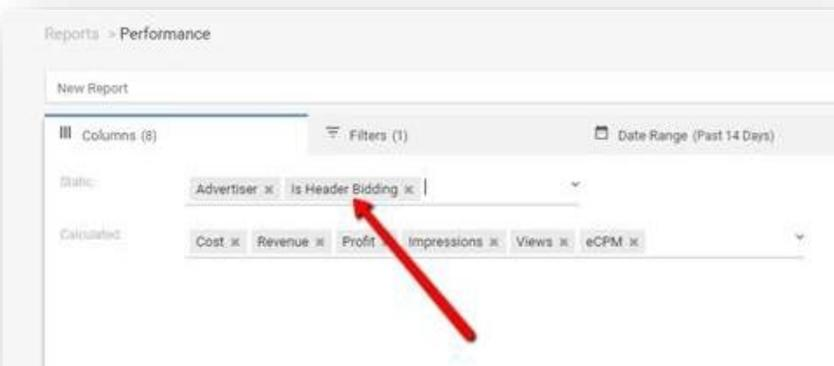 Reports > Performance
New Report
Columns (8)
Filters (1)
Date Range (Past 14 Days)
Static:
Advertiser × Is Header Bidding ×
Calculated:
Cost × Revenue × Profit × Impressions × Views × eCPM ×